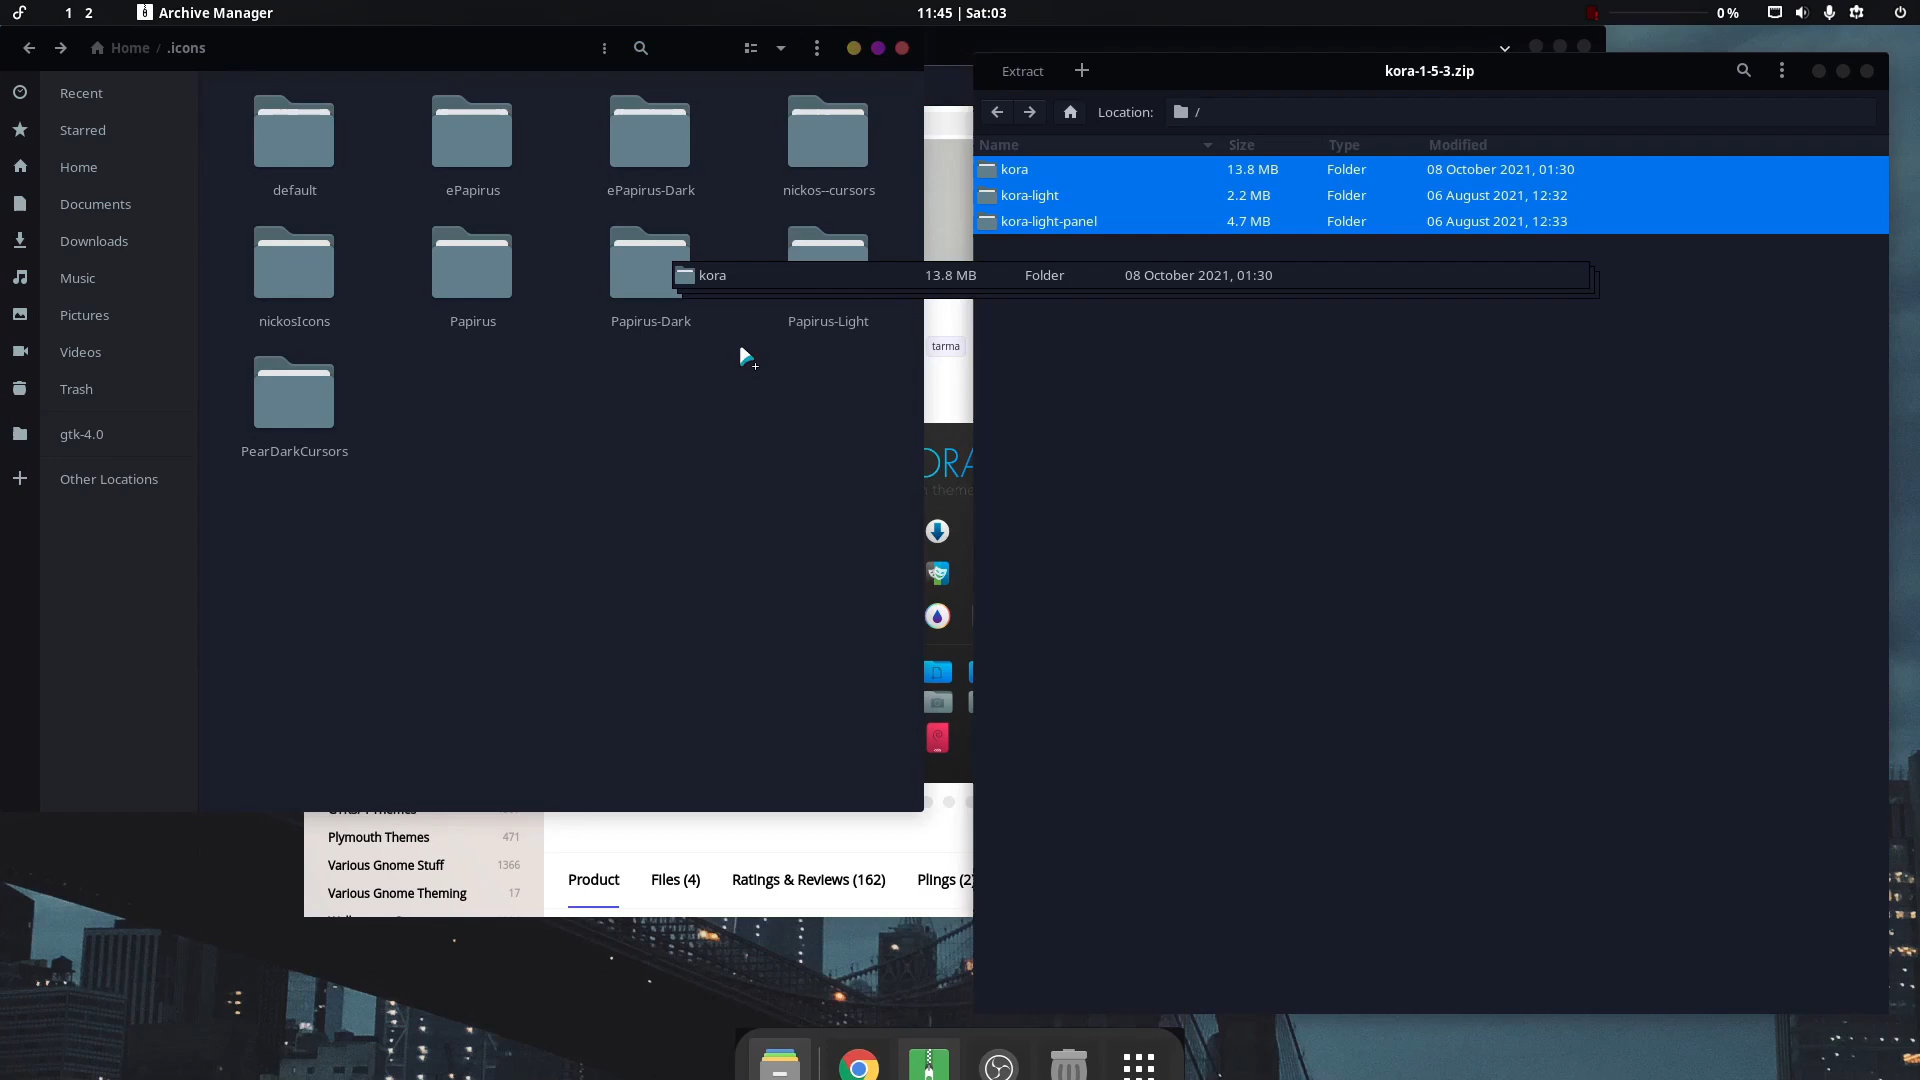 1 2 Archive Manager 11:45 | Sat:03 0 %
Home / .icons
Recent
Starred
Home
Documents
Downloads
Music
Pictures
Videos
Trash
gtk-4.0
Other Locations
default ePapirus ePapirus-Dark nickos--cursors
nickosIcons Papirus Papirus-Dark Papirus-Light
PearDarkCursors
Extract kora-1-5-3.zip
Location: /
Name Size Type Modified
kora 13.8 MB Folder 08 October 2021, 01:30
kora-light 2.2 MB Folder 06 August 2021, 12:32
kora-light-panel 4.7 MB Folder 06 August 2021, 12:33
kora 13.8 MB Folder 08 October 2021, 01:30
tarma
ORA
n theme
Plymouth Themes 471
Various Gnome Stuff 1366
Various Gnome Theming 17
Product Files (4) Ratings & Reviews (162) Plings (2)